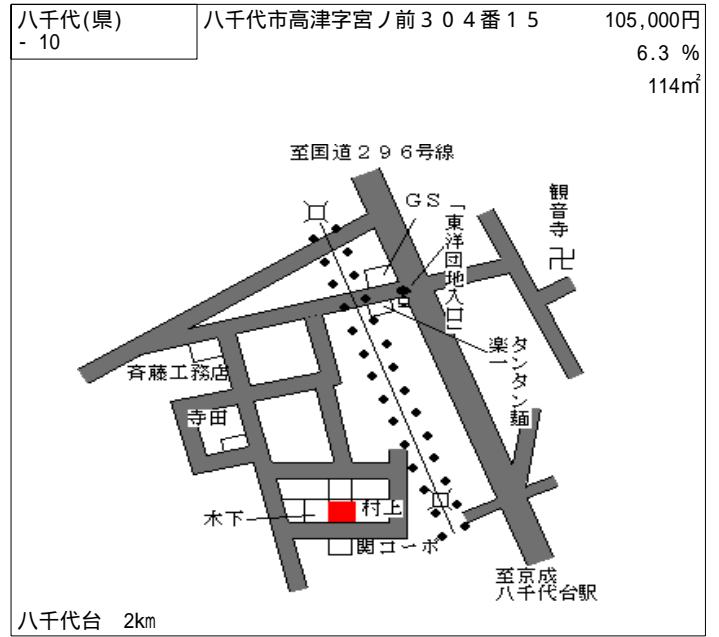 八千代(県)
- 10
八千代市高津字宮ノ前３０４番１５
105,000円
6.3 %
114㎡
至国道２９６号線
ＧＳ
「東洋団地入口」
観音寺
卍
楽一
タンタン麺
斉藤工務店
寺田
木下
村上
関コーポ
至京成
八千代台駅
八千代台 2km